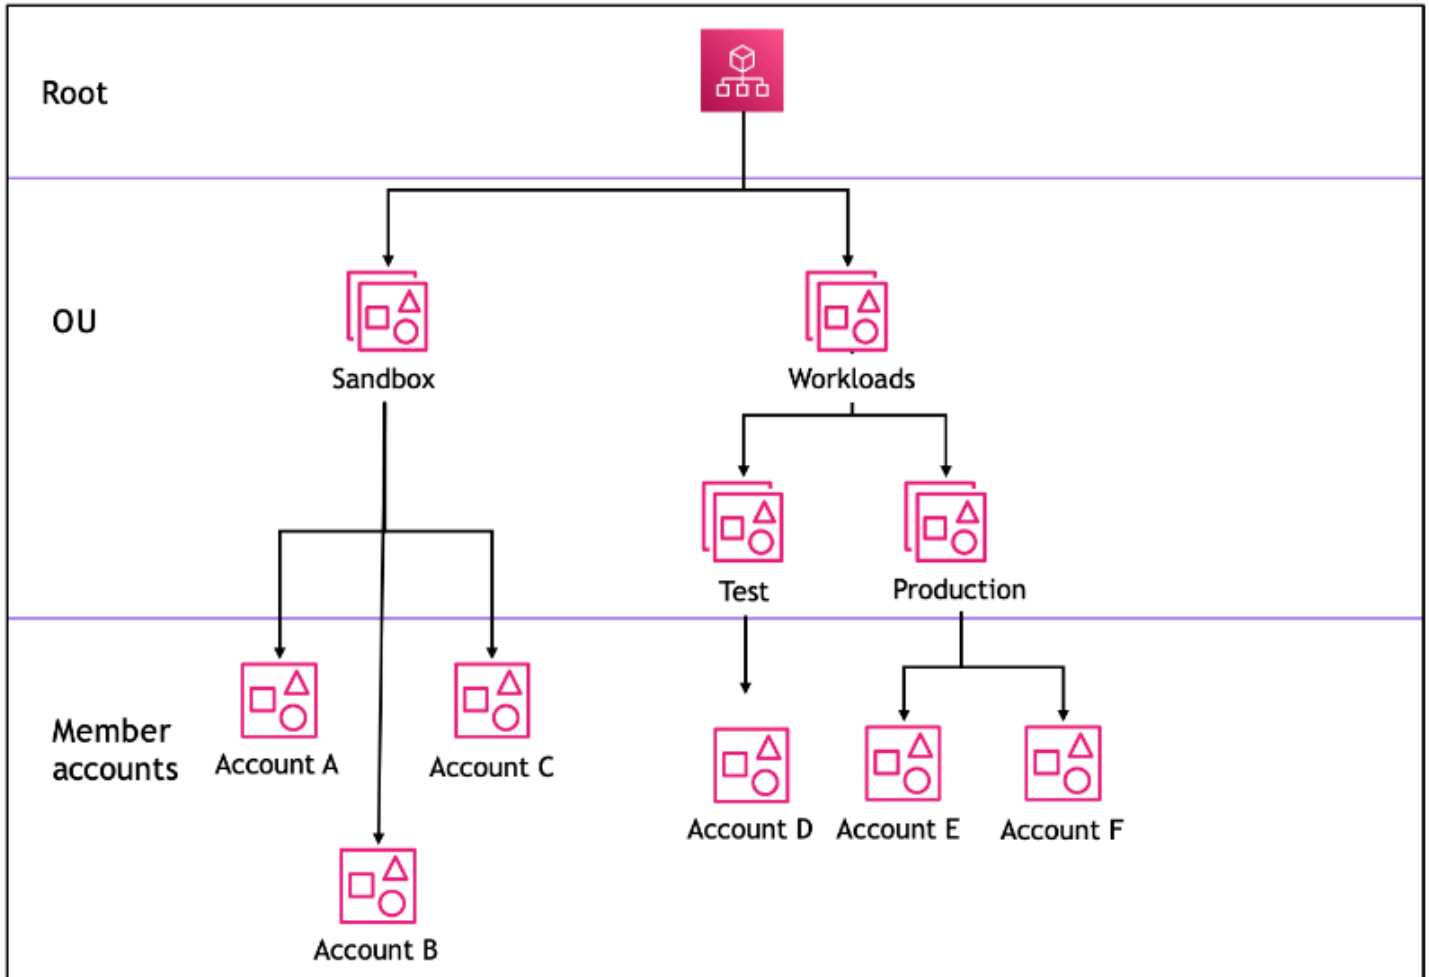 Root
OU
Sandbox
Workloads
Test
Production
Member
accounts
Account A
Account C
Account D
Account E
Account F
Account B